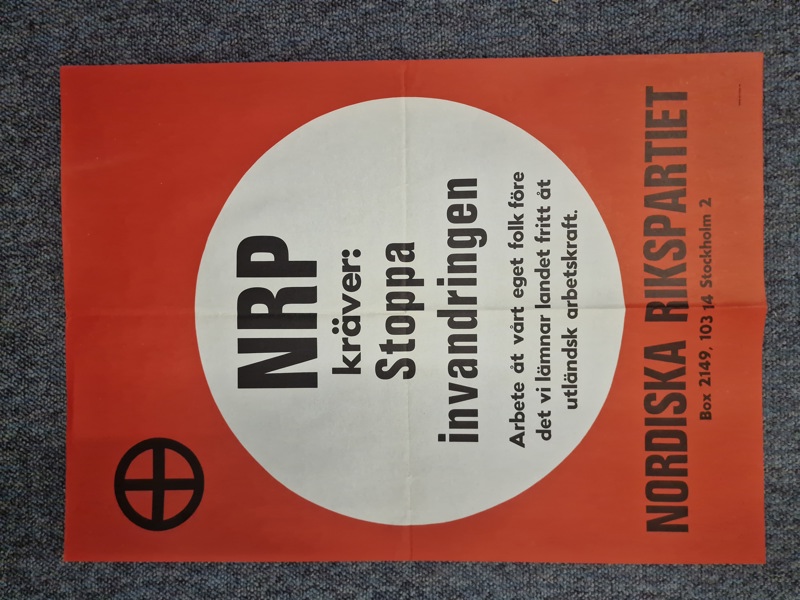 NRP
kräver:
Stoppa
invandringen
Arbete åt vårt eget folk före
det vi lämnar landet fritt åt
utländsk arbetskraft.
NORDISKA RIKSPARTIET
Box 2149, 103 14 Stockholm 2